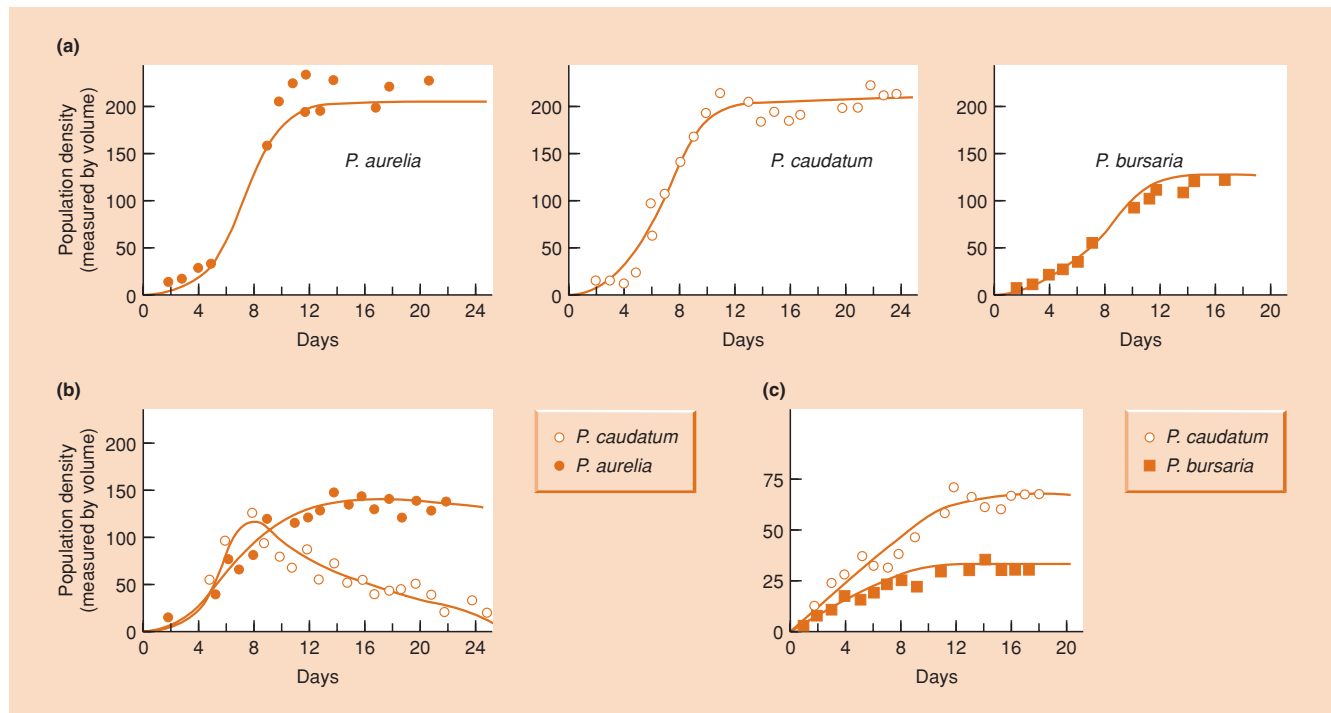 (a)
Population density
(measured by volume)
200
150
100
50
0
0 4 8 12 16 20 24
Days
P. aurelia
200
150
100
50
0
0 4 8 12 16 20 24
Days
P. caudatum
200
150
100
50
0
0 4 8 12 16 20
Days
P. bursaria
(b)
Population density
(measured by volume)
200
150
100
50
0
0 4 8 12 16 20 24
Days
P. caudatum
P. aurelia
(c)
75
50
25
0
0 4 8 12 16 20
Days
P. caudatum
P. bursaria